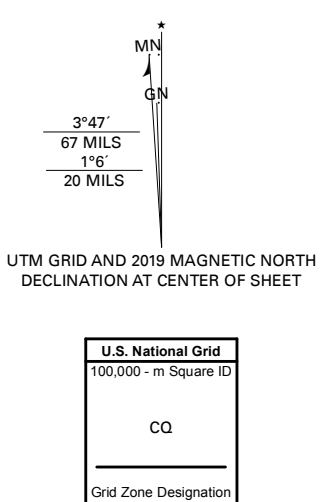 ★
MN
GN
3°47´
67 MILS
1°6´
20 MILS
UTM GRID AND 2019 MAGNETIC NORTH
DECLINATION AT CENTER OF SHEET
U.S. National Grid
100,000 - m Square ID
CQ
Grid Zone Designation